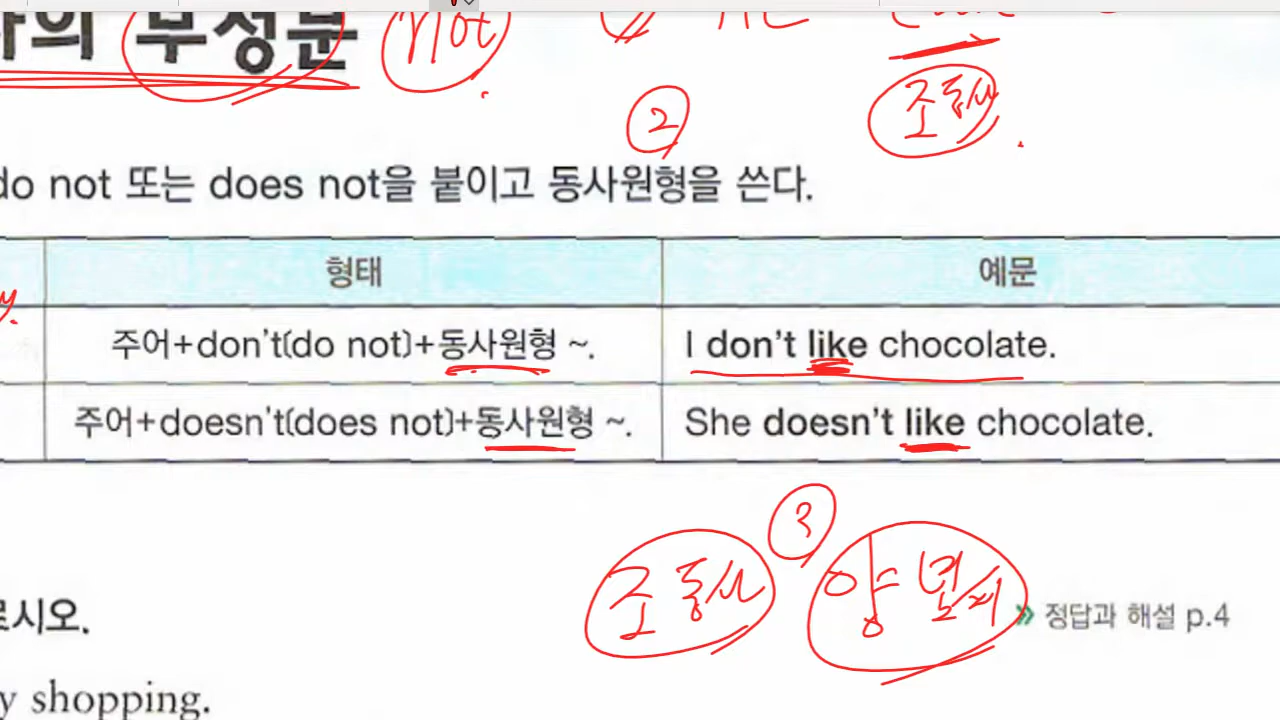 의 부정문 not
②
조동사.
do not 또는 does not을 붙이고 동사원형을 쓴다.
형태 예문
y.
주어+don't(do not)+동사원형 ~. I don't like chocolate.
주어+doesn't(does not)+동사원형 ~. She doesn't like chocolate.
③
조동사
» 정답과 해설 p.4
르시오.
y shopping.